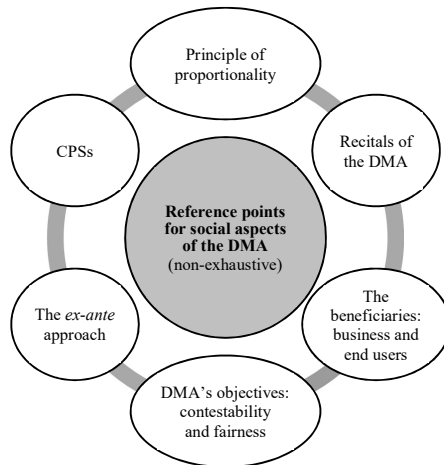 Principle of
proportionality
Recitals of
the DMA
The
beneficiaries:
business and
end users
DMA's objectives:
contestability
and fairness
The ex-ante
approach
CPSs
Reference points
for social aspects
of the DMA
(non-exhaustive)